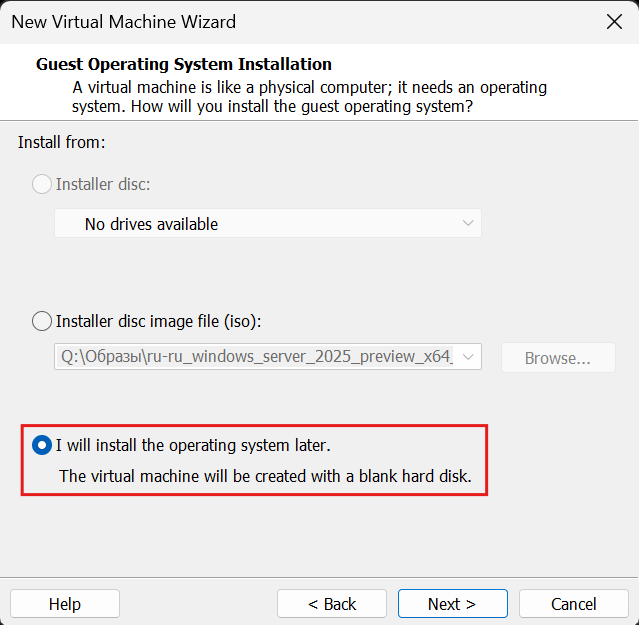 New Virtual Machine Wizard
Guest Operating System Installation
A virtual machine is like a physical computer; it needs an operating
system. How will you install the guest operating system?
Install from:
Installer disc:
No drives available
Installer disc image file (iso):
Q:\Образы\ru-ru_windows_server_2025_preview_x64_
Browse...
I will install the operating system later.
The virtual machine will be created with a blank hard disk.
Help
< Back
Next >
Cancel